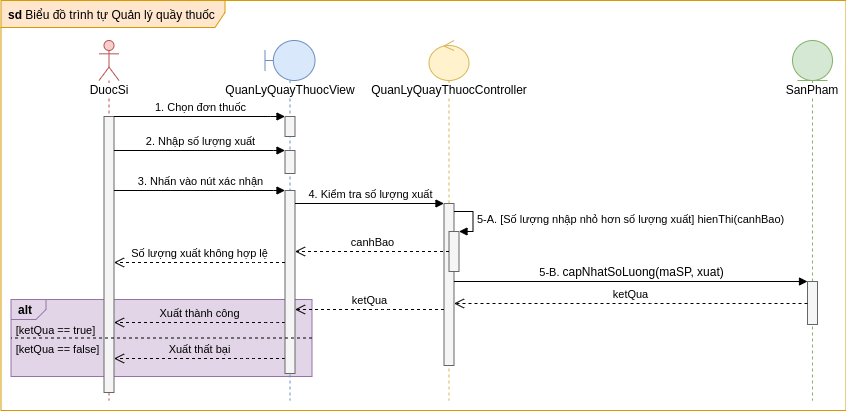 sd Biểu đồ trình tự Quản lý quầy thuốc
DuocSi
QuanLyQuayThuocView
QuanLyQuayThuocController
SanPham
1. Chọn đơn thuốc
2. Nhập số lượng xuất
3. Nhấn vào nút xác nhận
4. Kiểm tra số lượng xuất
5-A. [Số lượng nhập nhỏ hơn số lượng xuất] hienThi(canhBao)
canhBao
Số lượng xuất không hợp lệ
5-B. capNhatSoLuong(maSP, xuat)
ketQua
ketQua
alt
Xuất thành công
[ketQua == true]
[ketQua == false]
Xuất thất bại